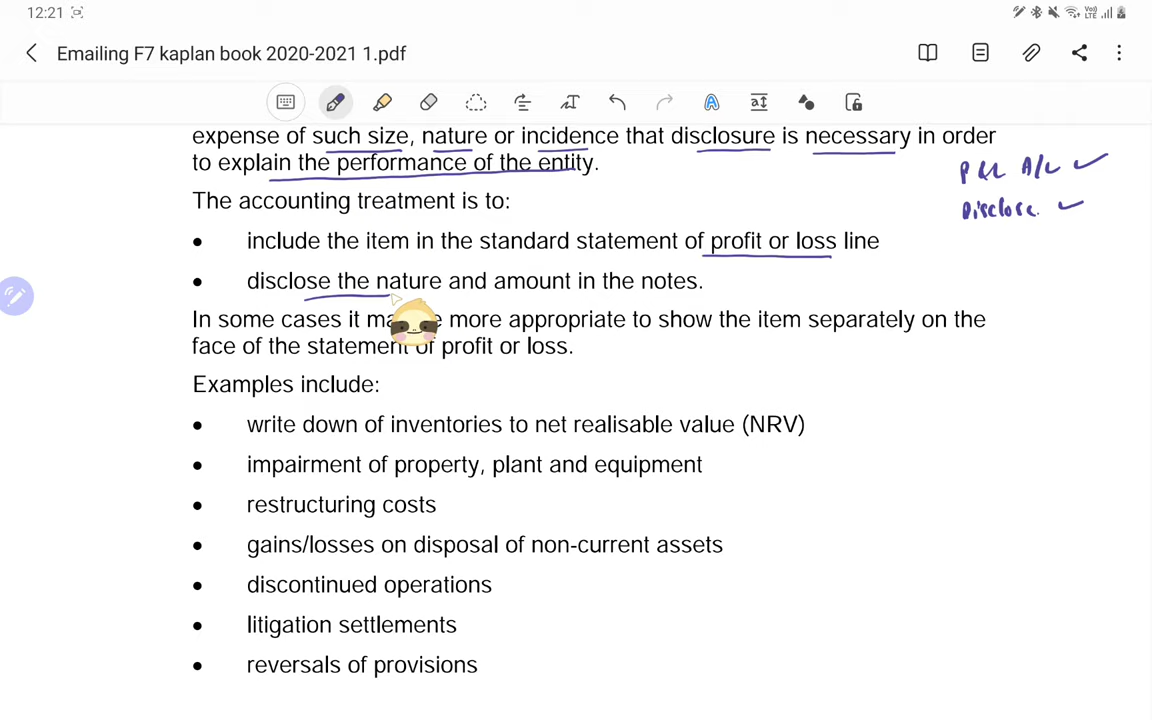 12:21
Vo))
LTE
Emailing F7 kaplan book 2020-2021 1.pdf
expense of such size, nature or incidence that disclosure is necessary in order
to explain the performance of the entity.
P&L A/c
Disclose.
The accounting treatment is to:
• include the item in the standard statement of profit or loss line
• disclose the nature and amount in the notes.
In some cases it ma e more appropriate to show the item separately on the
face of the statement of profit or loss.
Examples include:
• write down of inventories to net realisable value (NRV)
• impairment of property, plant and equipment
• restructuring costs
• gains/losses on disposal of non-current assets
• discontinued operations
• litigation settlements
• reversals of provisions